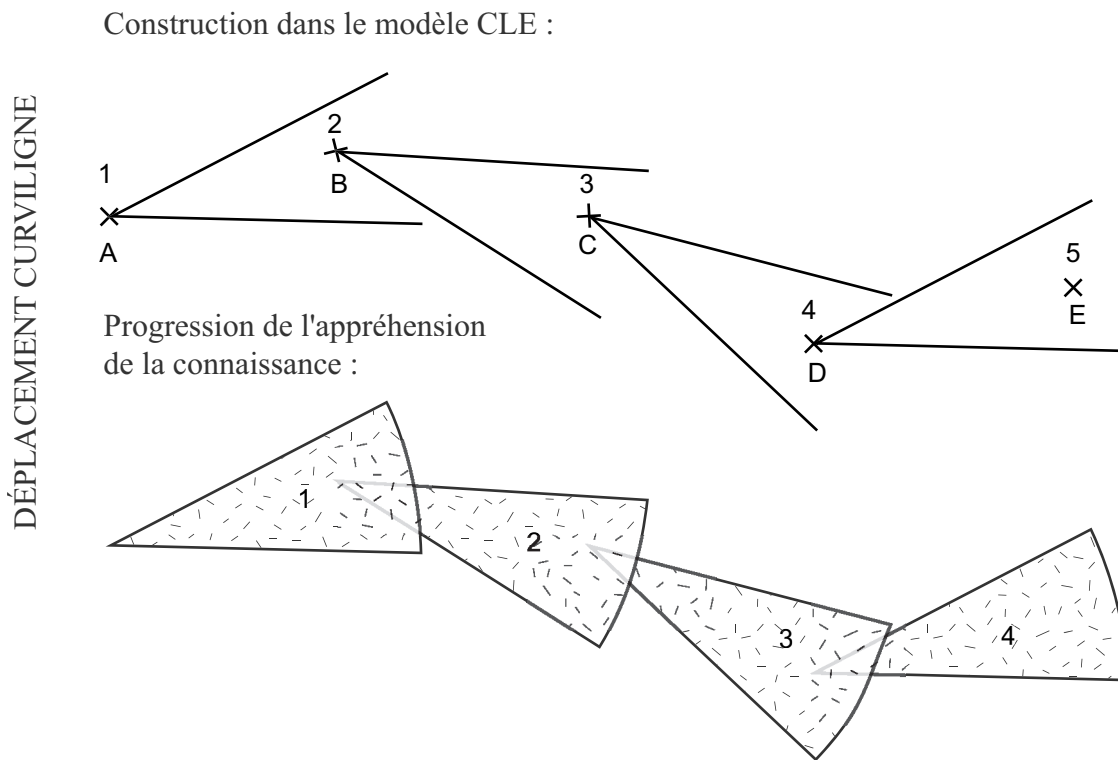 DÉPLACEMENT CURVILIGNE
Construction dans le modèle CLE :
1
A
2
B
3
C
4
D
5
E
Progression de l'appréhension
de la connaissance :
1
2
3
4